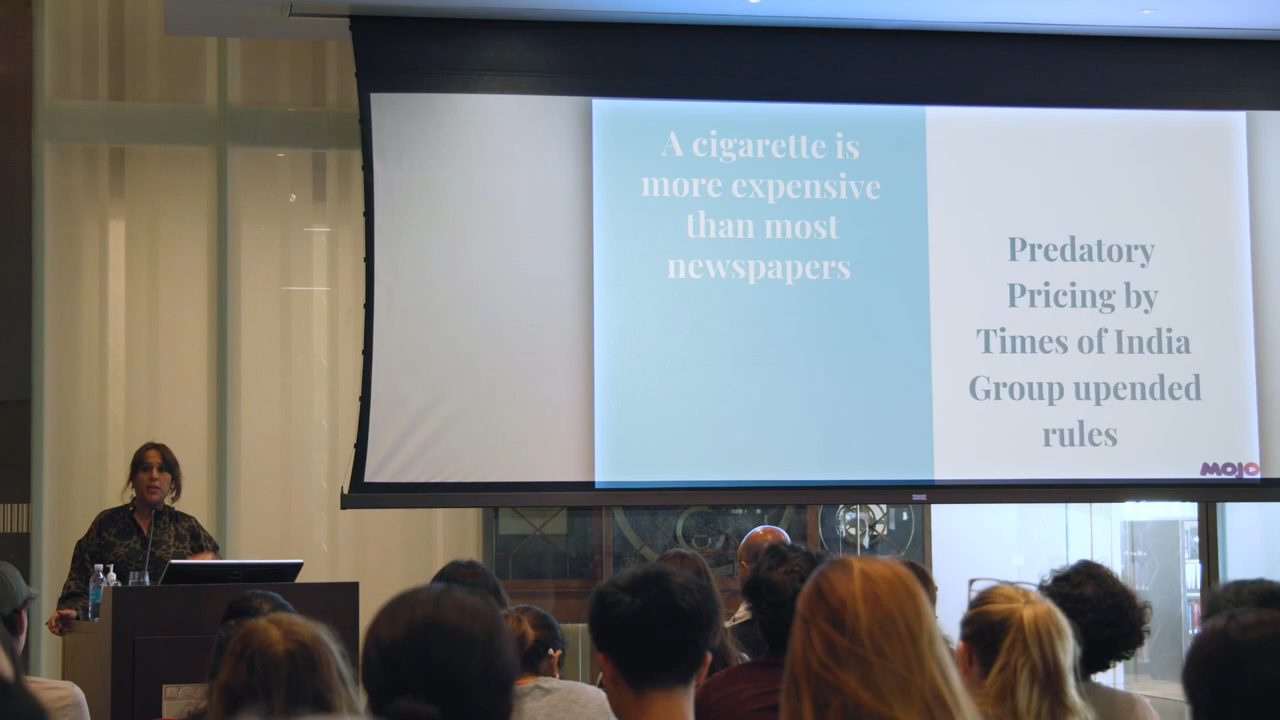 A cigarette is
more expensive
than most
newspapers
Predatory
Pricing by
Times of India
Group upended
rules
MOJO